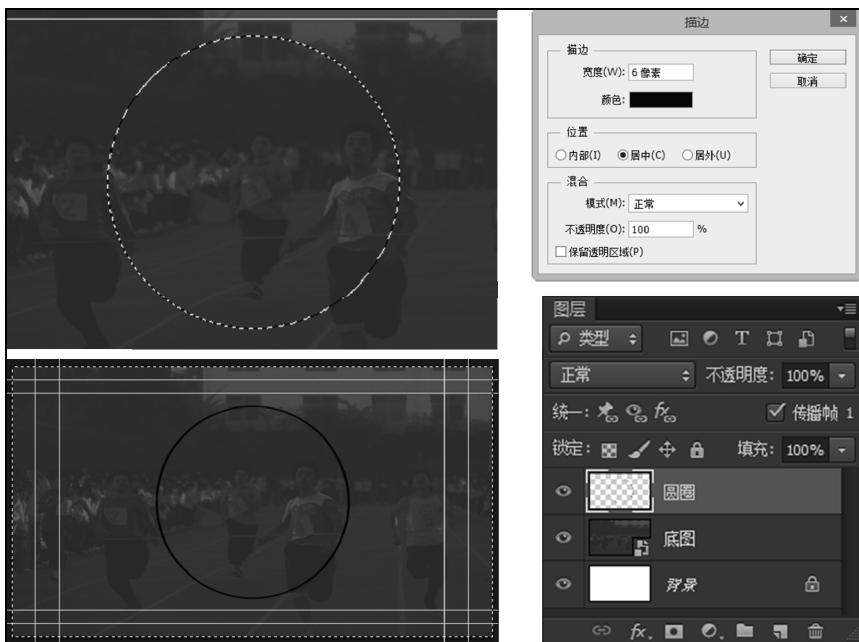 描边
描边
宽度(W): 6 像素
颜色:
确定
取消
位置
内部(I) 居中(C) 居外(U)
混合
模式(M): 正常
不透明度(O): 100 %
保留透明区域(P)
图层
类型 T
正常 不透明度: 100%
统一: 传播帧 1
锁定: 填充: 100%
圆圈
底图
背景
fx